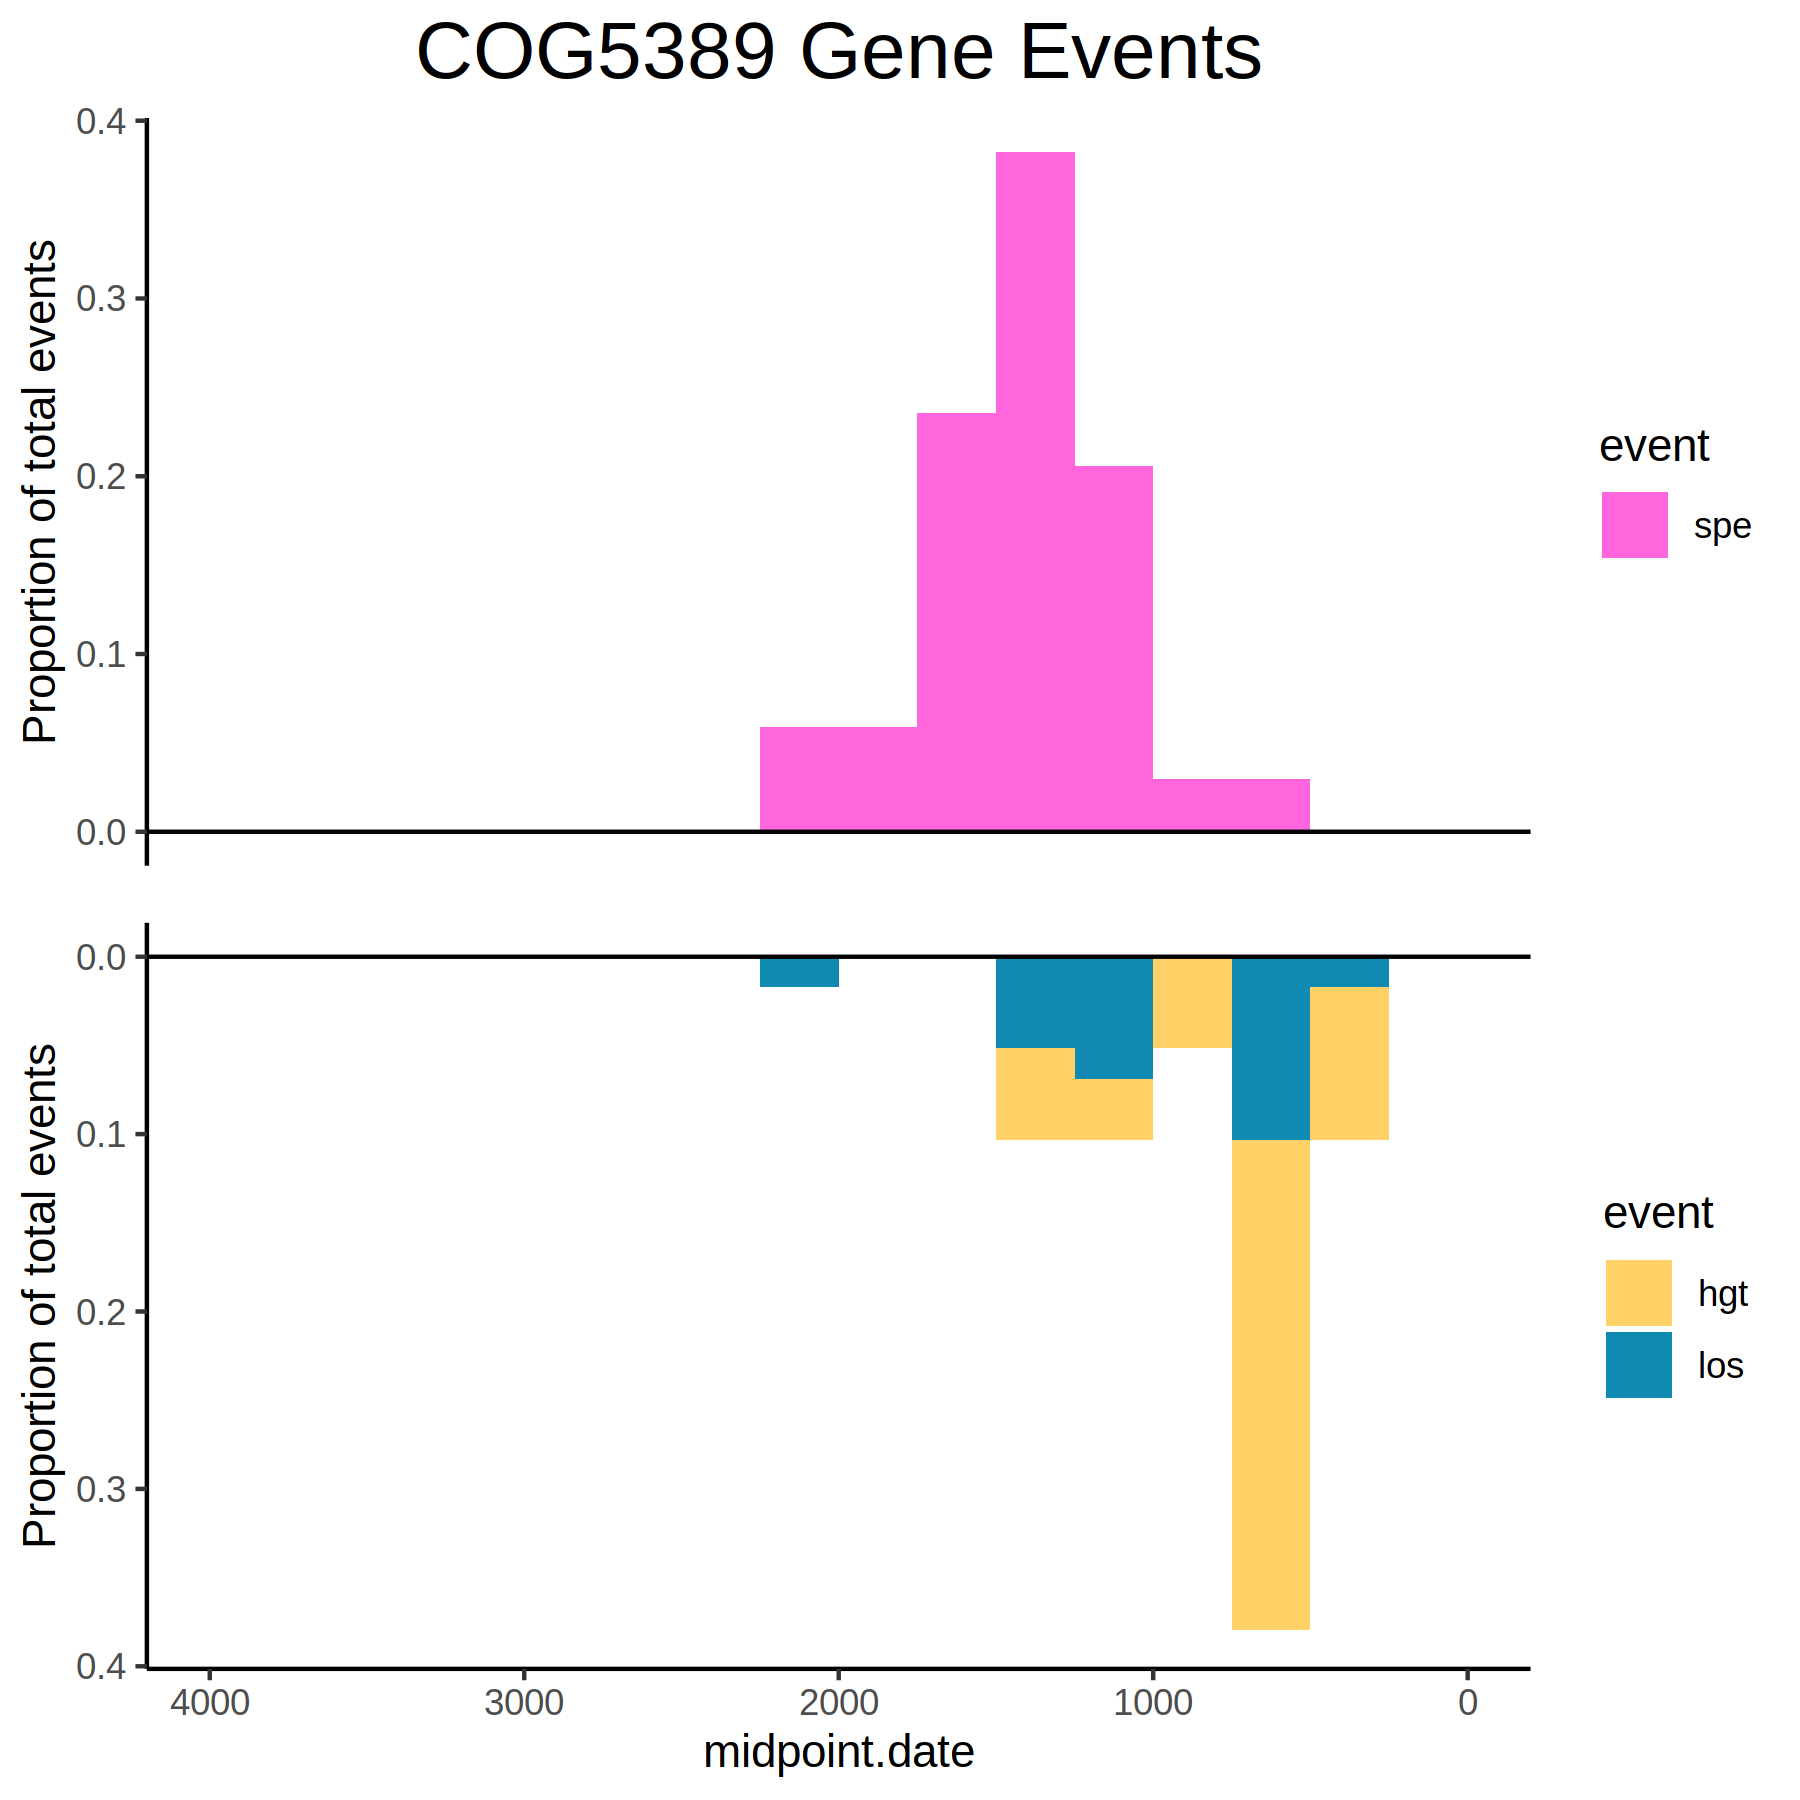 COG5389 Gene Events
Proportion of total events
0.4
0.3
0.2
0.1
0.0
event
spe
Proportion of total events
0.0
0.1
0.2
0.3
0.4
event
hgt
los
4000 3000 2000 1000 0
midpoint.date